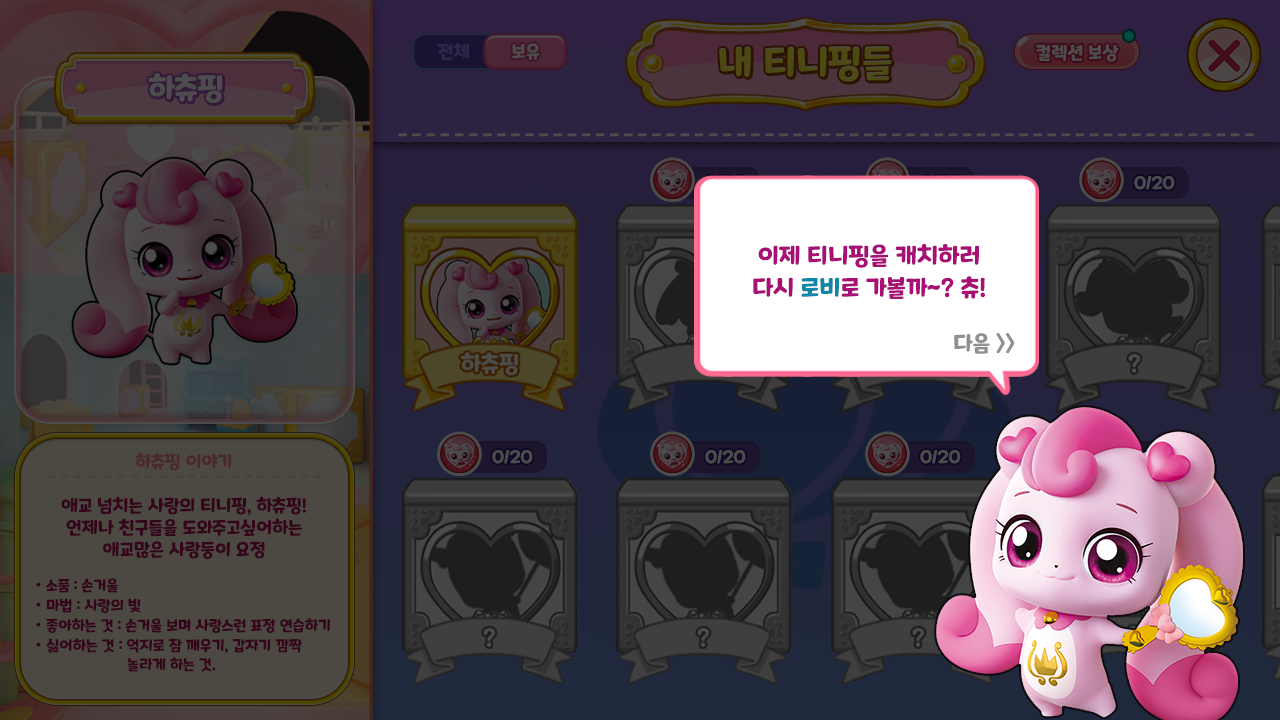 하츄핑
전체
보유
내 티니핑들
컬렉션 보상
0/20
이제 티니핑을 캐치하러
다시 로비로 가볼까~? 츄!
다음 》
하츄핑
?
0/20
0/20
0/20
?
?
?
하츄핑 이야기
애교 넘치는 사랑의 티니핑, 하츄핑!
언제나 친구들을 도와주고싶어하는
애교많은 사랑둥이 요정
• 소품 : 손거울
• 마법 : 사랑의 빛
• 좋아하는 것 : 손거울 보며 사랑스런 표정 연습하기
• 싫어하는 것 : 억지로 잠 깨우기, 갑자기 깜짝
놀라게 하는 것.